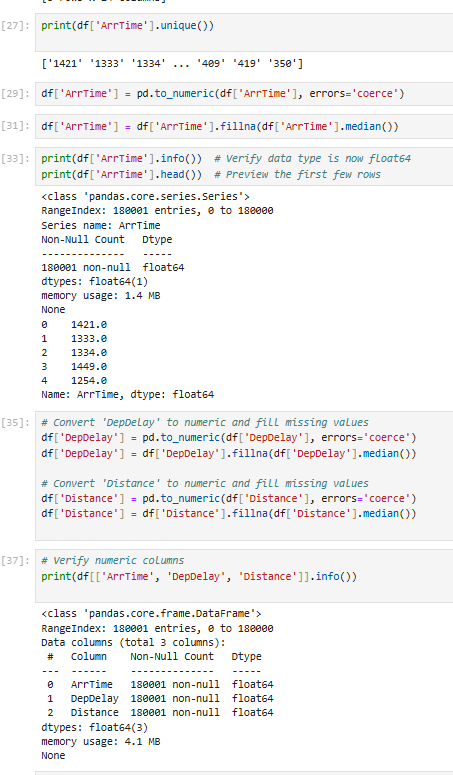 [27]: print(df['ArrTime'].unique())
['1421' '1333' '1334' ... '409' '419' '350']
[29]: df['ArrTime'] = pd.to_numeric(df['ArrTime'], errors='coerce')
[31]: df['ArrTime'] = df['ArrTime'].fillna(df['ArrTime'].median())
[33]: print(df['ArrTime'].info())  # Verify data type is now float64
print(df['ArrTime'].head())  # Preview the first few rows
<class 'pandas.core.series.Series'>
RangeIndex: 180001 entries, 0 to 180000
Series name: ArrTime
Non-Null Count   Dtype
--------------   -----
180001 non-null  float64
dtypes: float64(1)
memory usage: 1.4 MB
None
0    1421.0
1    1333.0
2    1334.0
3    1449.0
4    1254.0
Name: ArrTime, dtype: float64
[35]: # Convert 'DepDelay' to numeric and fill missing values
df['DepDelay'] = pd.to_numeric(df['DepDelay'], errors='coerce')
df['DepDelay'] = df['DepDelay'].fillna(df['DepDelay'].median())
# Convert 'Distance' to numeric and fill missing values
df['Distance'] = pd.to_numeric(df['Distance'], errors='coerce')
df['Distance'] = df['Distance'].fillna(df['Distance'].median())
[37]: # Verify numeric columns
print(df[['ArrTime', 'DepDelay', 'Distance']].info())
<class 'pandas.core.frame.DataFrame'>
RangeIndex: 180001 entries, 0 to 180000
Data columns (total 3 columns):
 #   Column    Non-Null Count   Dtype
---  ------    --------------   -----
 0   ArrTime   180001 non-null  float64
 1   DepDelay  180001 non-null  float64
 2   Distance  180001 non-null  float64
dtypes: float64(3)
memory usage: 4.1 MB
None